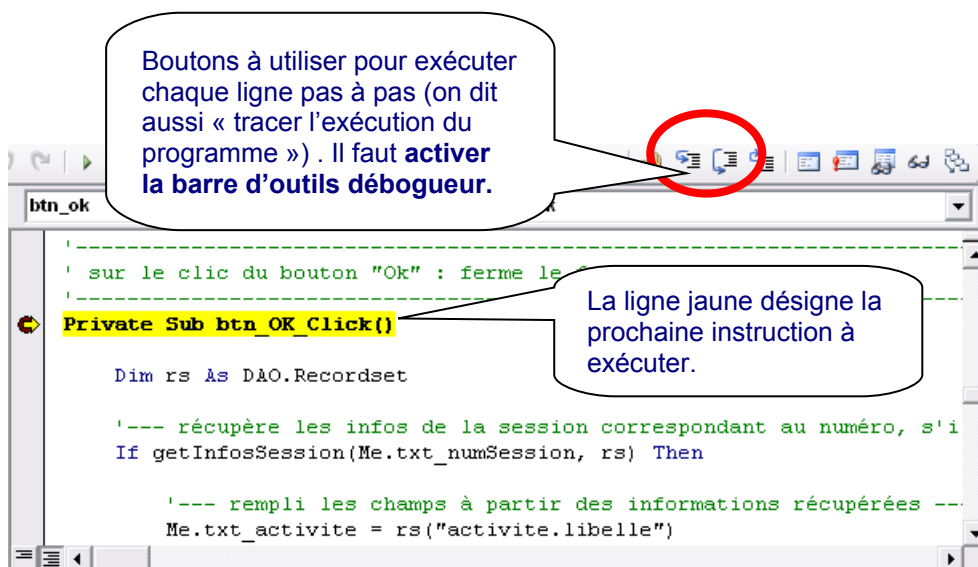 Boutons à utiliser pour exécuter
chaque ligne pas à pas (on dit
aussi « tracer l'exécution du
programme ») . Il faut activer
la barre d'outils débogueur.
btn_ok
'--------------------------------------------------------------
' sur le clic du bouton "Ok" : ferme le
'--------------------------------------------------------------
La ligne jaune désigne la
prochaine instruction à
exécuter.
Private Sub btn_OK_Click()
Dim rs As DAO.Recordset
'--- récupère les infos de la session correspondant au numéro, s'i
If getInfosSession(Me.txt_numSession, rs) Then
'--- rempli les champs à partir des informations récupérées --
Me.txt_activite = rs("activite.libelle")